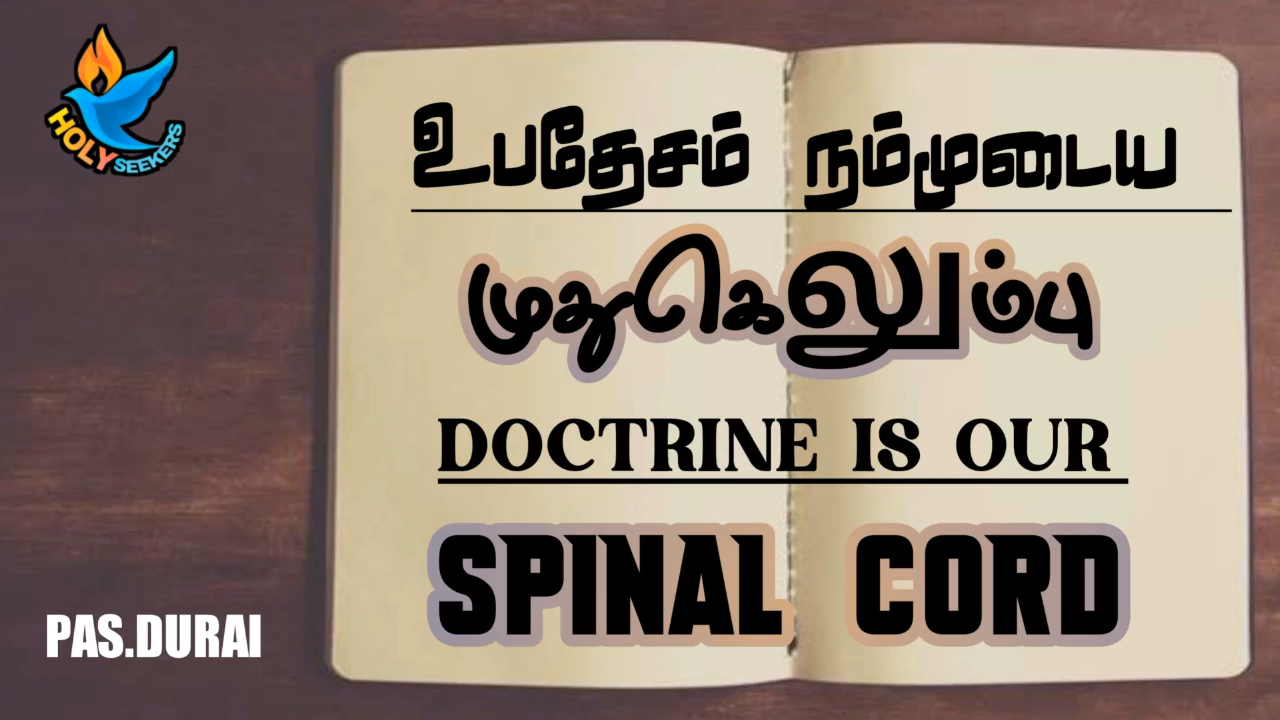 HOLY SEEKERS
உபதேசம் நம்முடைய
முதுகெலும்பு
DOCTRINE IS OUR
SPINAL CORD
PAS.DURAI